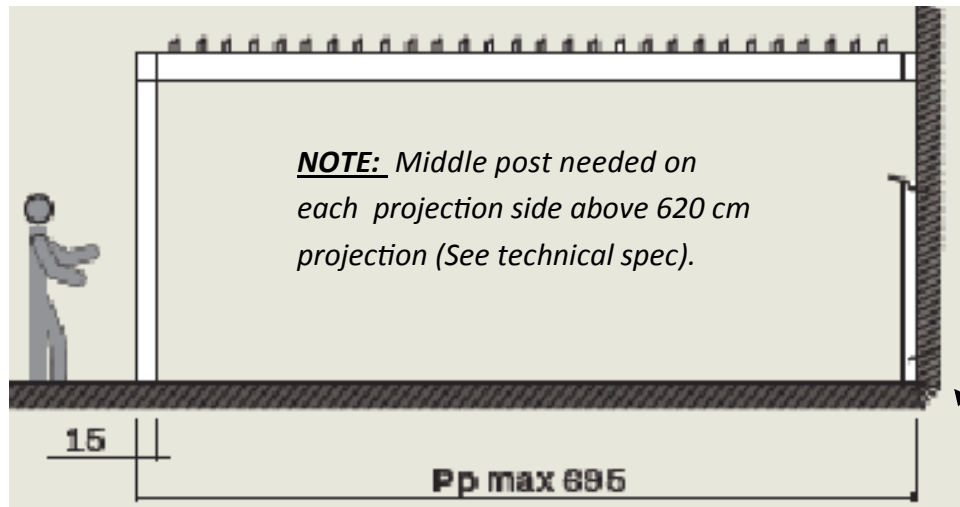 NOTE: Middle post needed on
each projection side above 620 cm
projection (See technical spec).
15
Pp max 695